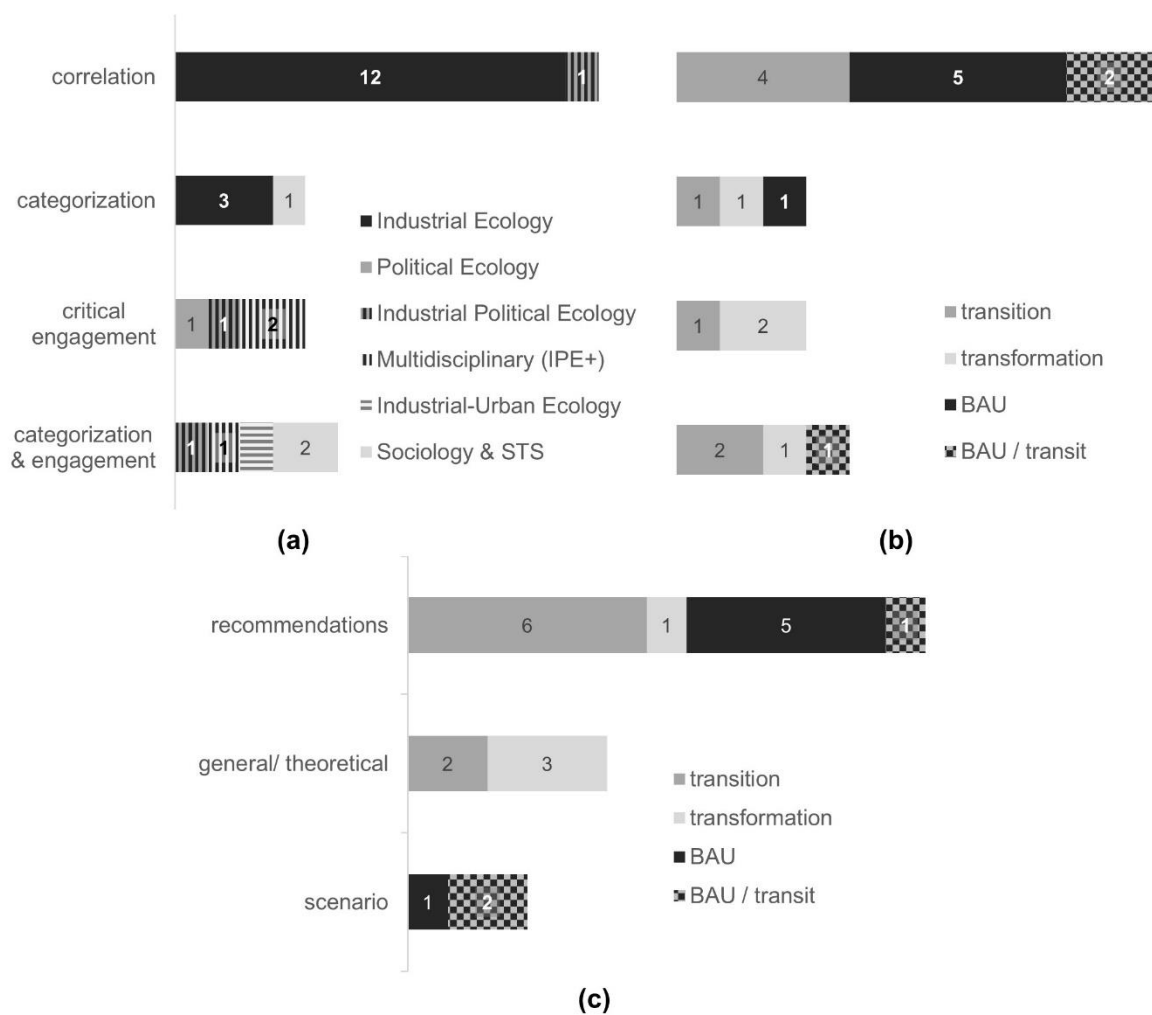 correlation
12
1
4
5
2
categorization
3
1
1
1
1
Industrial Ecology
Political Ecology
Industrial Political Ecology
Multidisciplinary (IPE+)
Industrial-Urban Ecology
Sociology & STS
critical
engagement
1
1
2
1
2
transition
transformation
BAU
BAU / transit
categorization
& engagement
1
1
2
2
1
1
(a)
(b)
recommendations
6
1
5
1
general/ theoretical
2
3
transition
transformation
BAU
BAU / transit
scenario
1
2
(c)